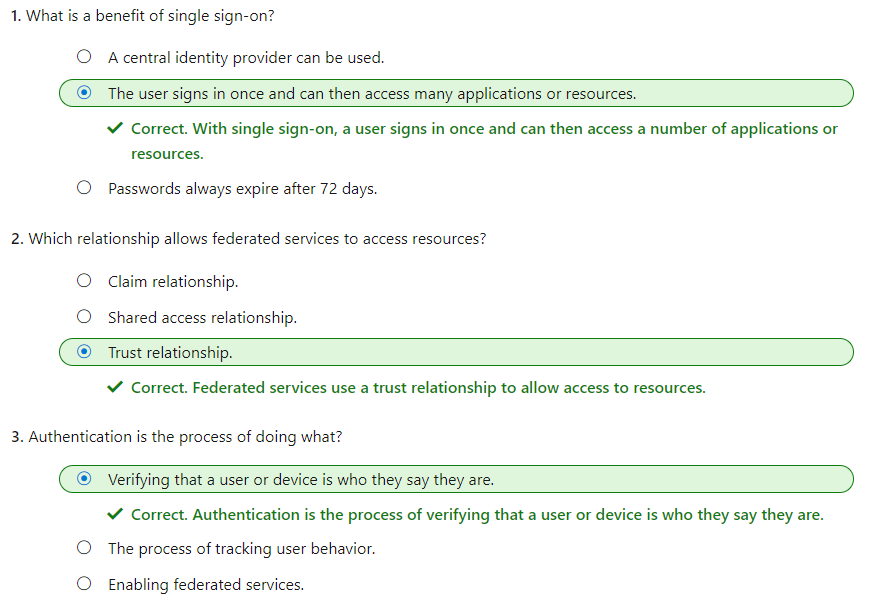 1. What is a benefit of single sign-on?
A central identity provider can be used.
The user signs in once and can then access many applications or resources.
Correct. With single sign-on, a user signs in once and can then access a number of applications or
resources.
Passwords always expire after 72 days.
2. Which relationship allows federated services to access resources?
Claim relationship.
Shared access relationship.
Trust relationship.
Correct. Federated services use a trust relationship to allow access to resources.
3. Authentication is the process of doing what?
Verifying that a user or device is who they say they are.
Correct. Authentication is the process of verifying that a user or device is who they say they are.
The process of tracking user behavior.
Enabling federated services.